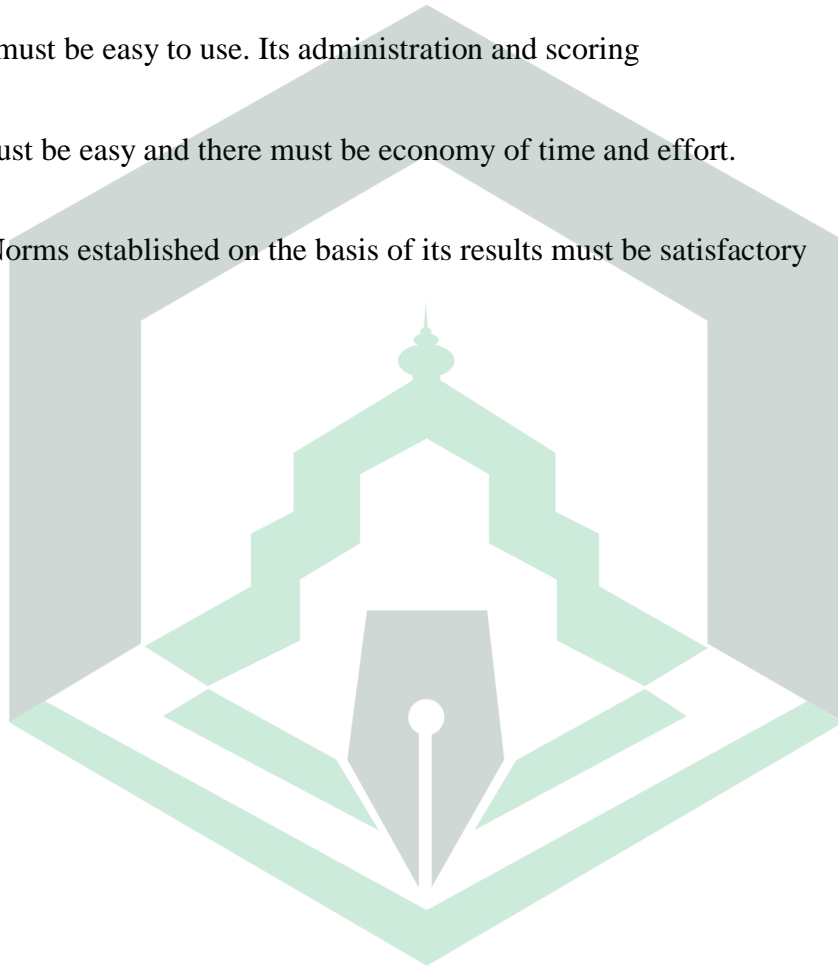 must be easy to use. Its administration and scoring
ust be easy and there must be economy of time and effort.
Norms established on the basis of its results must be satisfactory